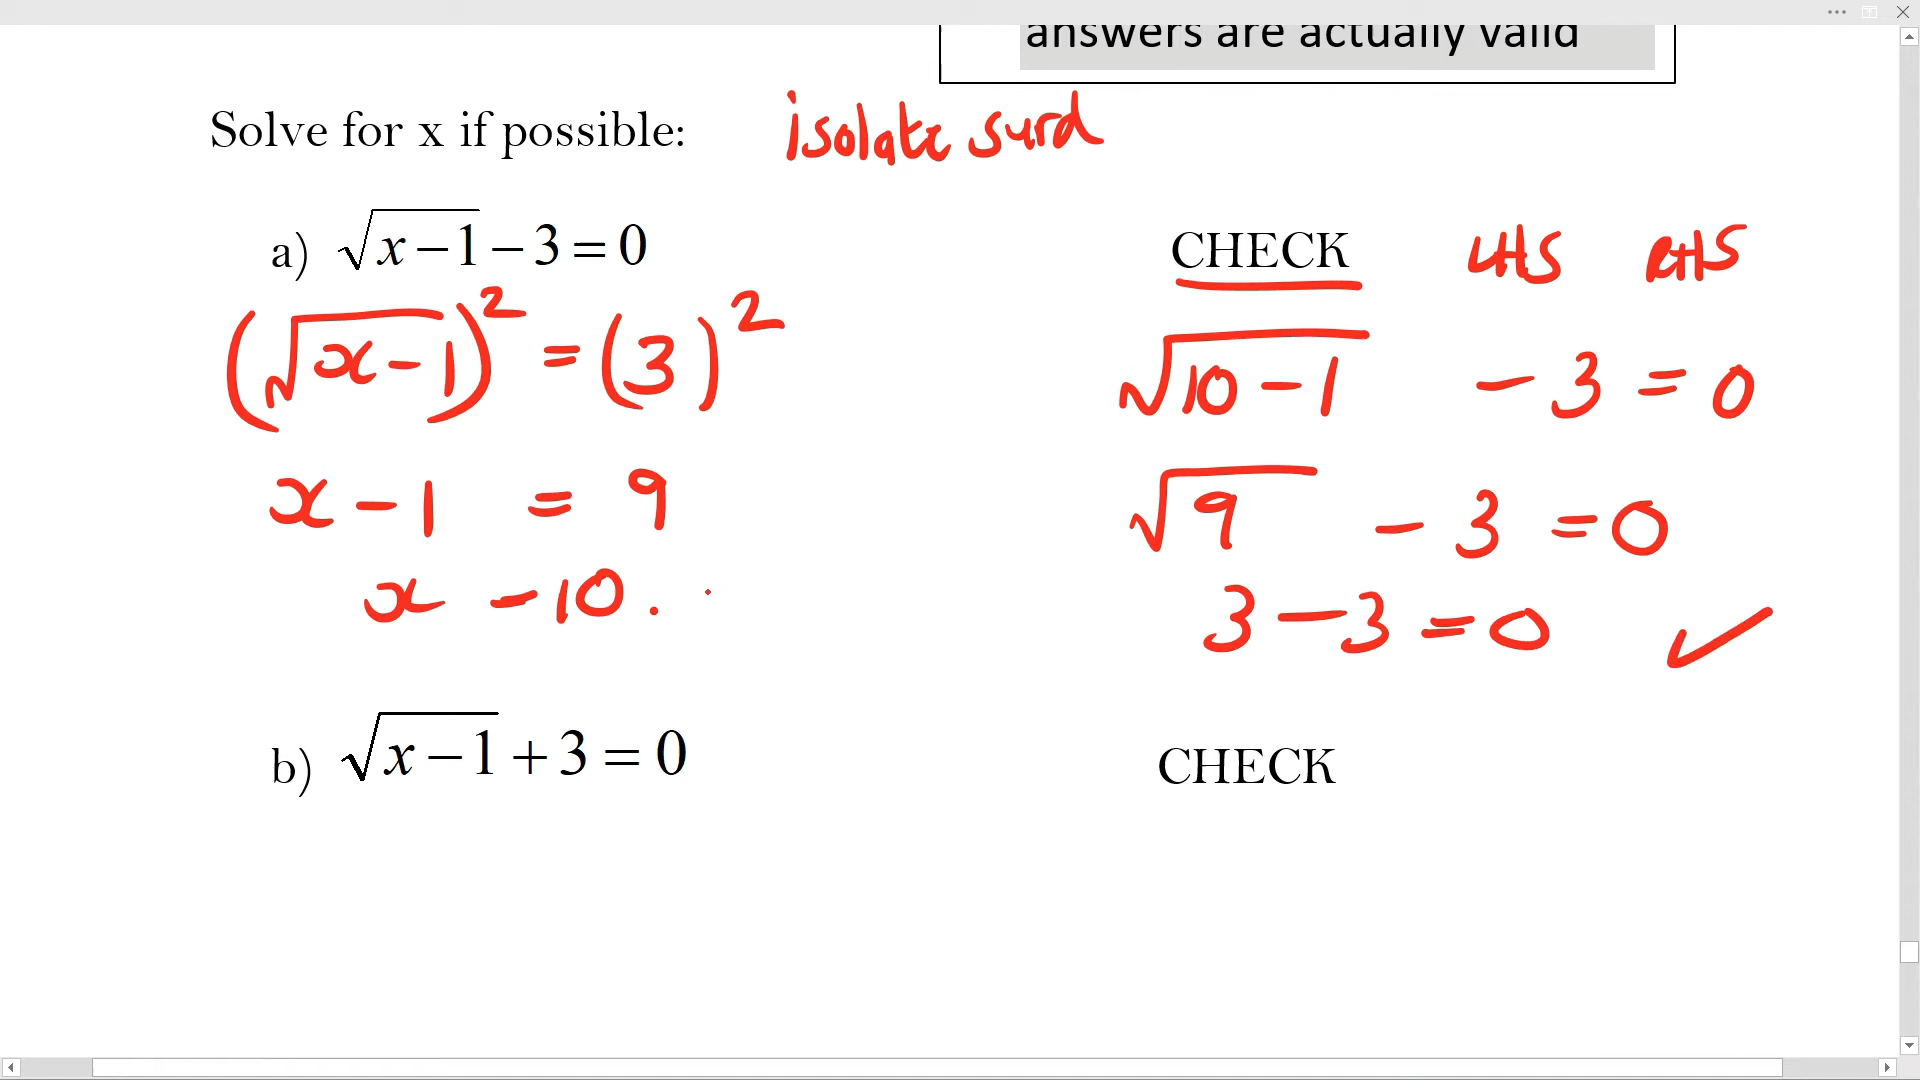 answers are actually valid
Solve for x if possible: isolate surd
a) √(x−1) − 3 = 0
CHECK LHS RHS
(√(x−1))² = (3)²
√(10−1) − 3 = 0
x − 1 = 9
√9 − 3 = 0
x − 10 .
3 − 3 = 0 ✓
b) √(x−1) + 3 = 0
CHECK